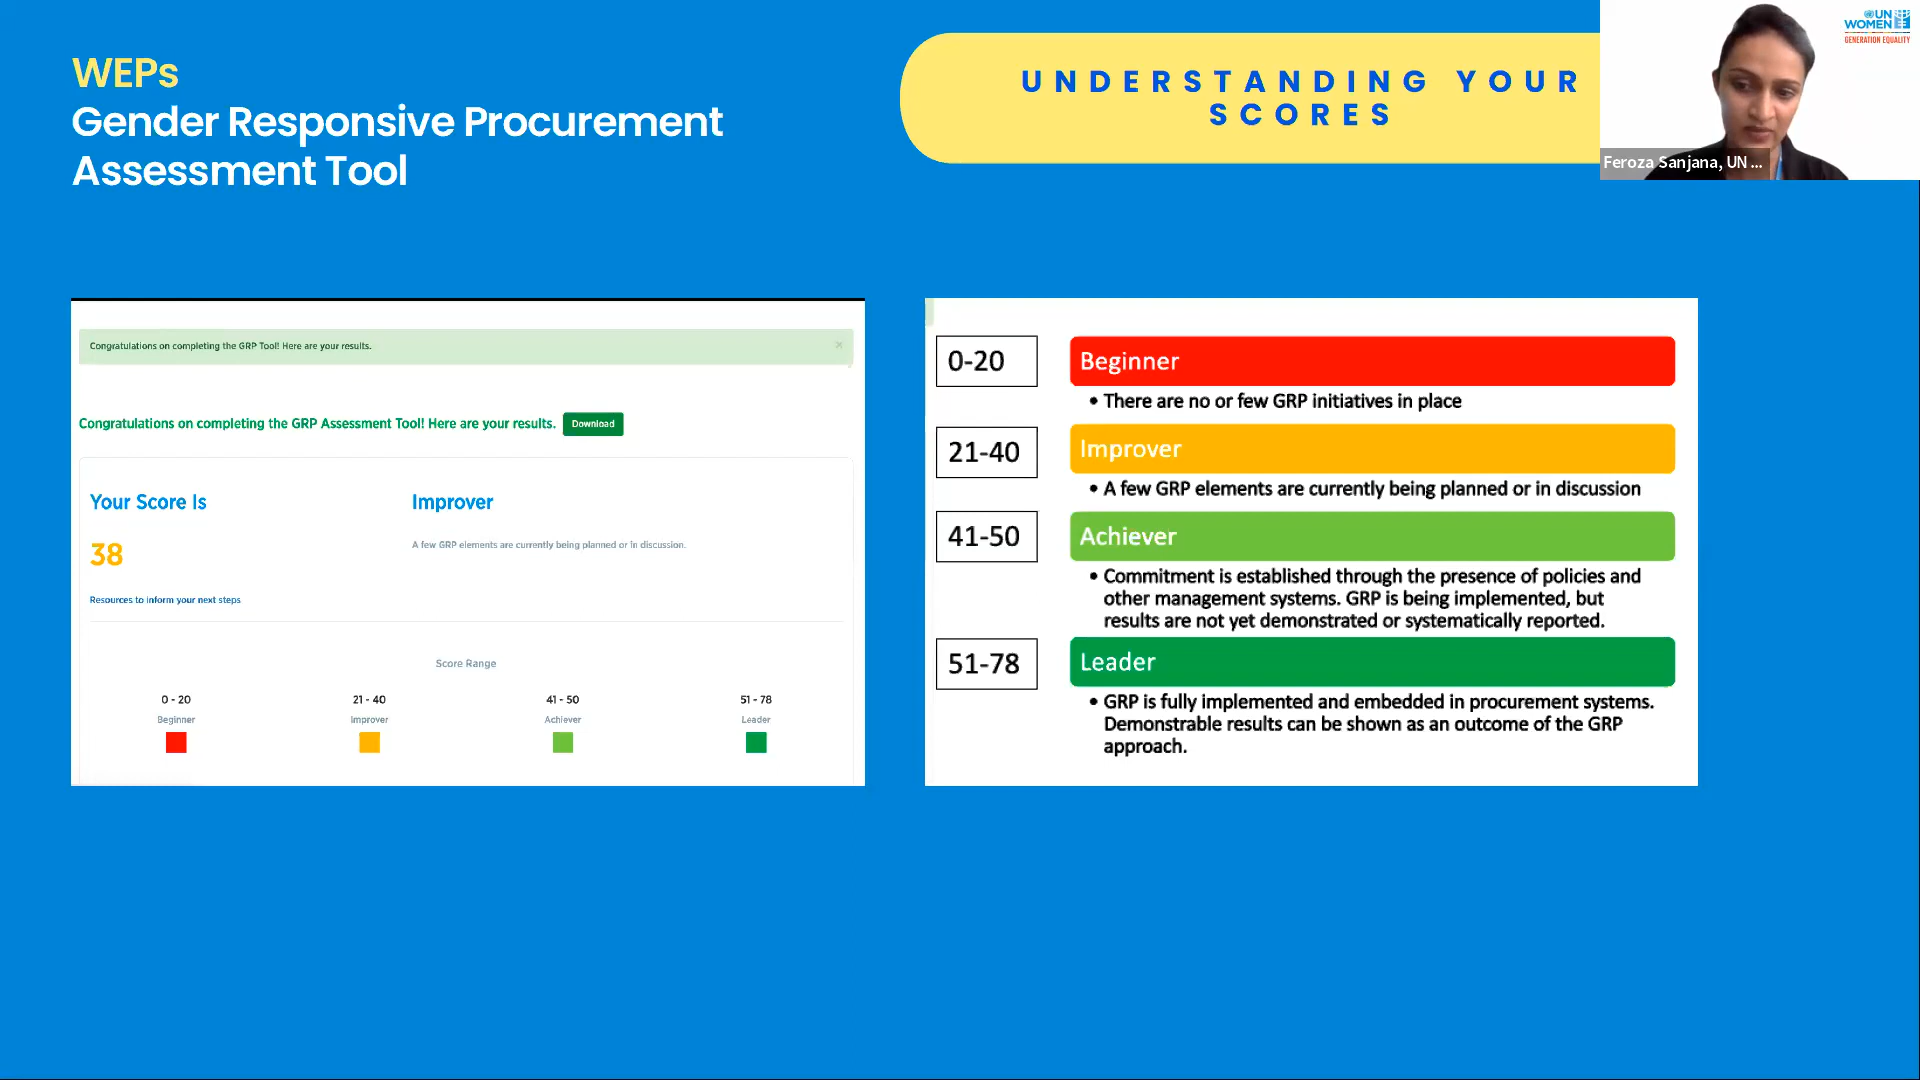 WEPs
Gender Responsive Procurement
Assessment Tool
UNDERSTANDING YOUR
SCORES
UN
WOMEN
GENERATION EQUALITY
Feroza Sanjana, UN ...
Congratulations on completing the GRP Tool! Here are your results.
×
Congratulations on completing the GRP Assessment Tool! Here are your results.
Download
Your Score Is
Improver
38
A few GRP elements are currently being planned or in discussion.
Resources to inform your next steps
Score Range
0 - 20
21 - 40
41 - 50
51 - 78
Beginner
Improver
Achiever
Leader
0-20
Beginner
• There are no or few GRP initiatives in place
21-40
Improver
• A few GRP elements are currently being planned or in discussion
41-50
Achiever
• Commitment is established through the presence of policies and
other management systems. GRP is being implemented, but
results are not yet demonstrated or systematically reported.
51-78
Leader
• GRP is fully implemented and embedded in procurement systems.
Demonstrable results can be shown as an outcome of the GRP
approach.